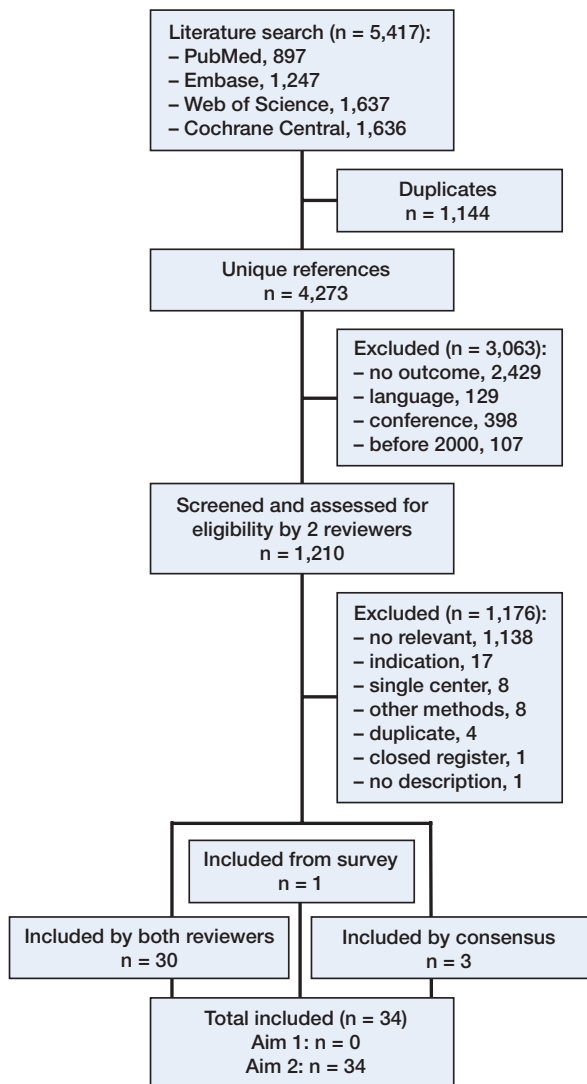 Literature search (n = 5,417):
– PubMed, 897
– Embase, 1,247
– Web of Science, 1,637
– Cochrane Central, 1,636
Duplicates
n = 1,144
Unique references
n = 4,273
Excluded (n = 3,063):
– no outcome, 2,429
– language, 129
– conference, 398
– before 2000, 107
Screened and assessed for
eligibility by 2 reviewers
n = 1,210
Excluded (n = 1,176):
– no relevant, 1,138
– indication, 17
– single center, 8
– other methods, 8
– duplicate, 4
– closed register, 1
– no description, 1
Included from survey
n = 1
Included by both reviewers
n = 30
Included by consensus
n = 3
Total included (n = 34)
Aim 1: n = 0
Aim 2: n = 34